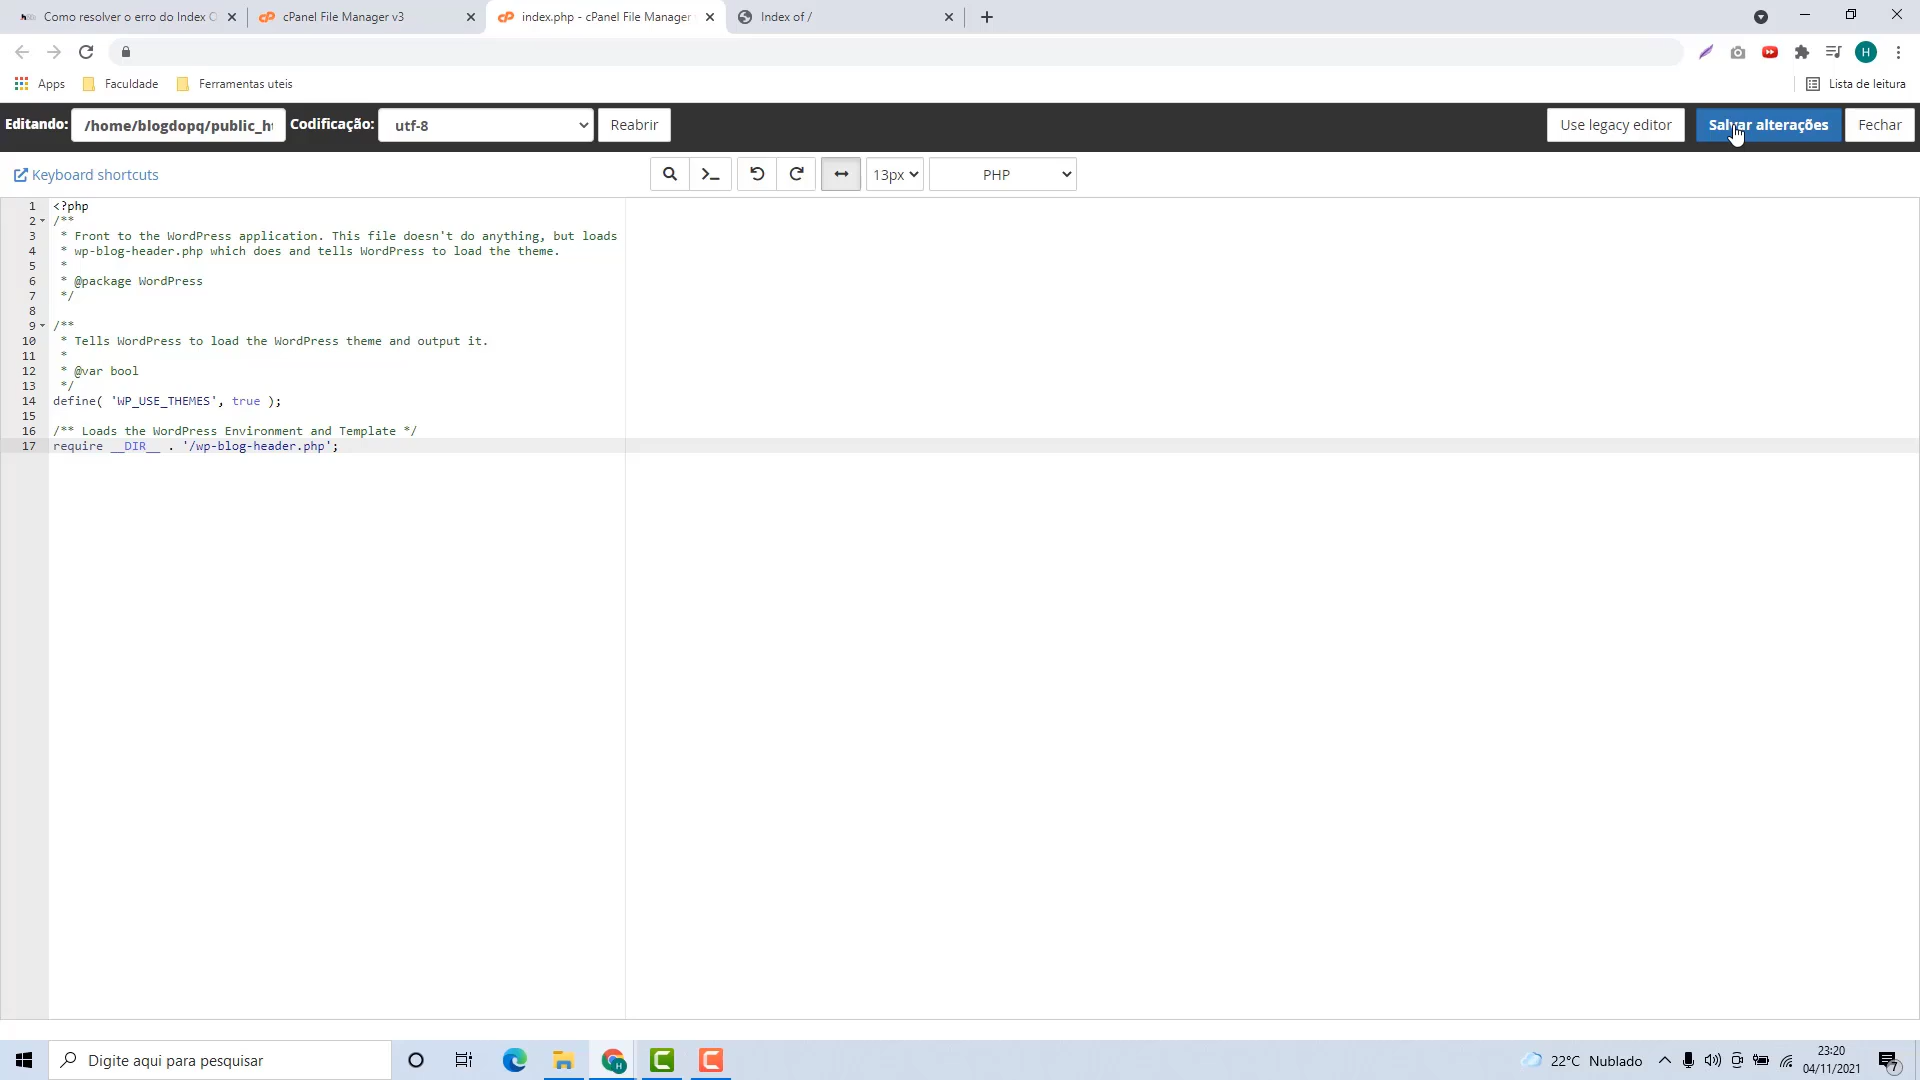 Como resolver o erro do Index O
cPanel File Manager v3
index.php - cPanel File Manager
Index of /
H
Apps
Faculdade
Ferramentas uteis
Lista de leitura
Editando:
/home/blogdopq/public_ht
Codificação:
utf-8
Reabrir
Use legacy editor
Salvar alterações
Fechar
Keyboard shortcuts
13px
PHP
1 <?php
2 /**
3 * Front to the WordPress application. This file doesn't do anything, but loads
4 * wp-blog-header.php which does and tells WordPress to load the theme.
5 *
6 * @package WordPress
7 */
8
9 /**
10 * Tells WordPress to load the WordPress theme and output it.
11 *
12 * @var bool
13 */
14 define( 'WP_USE_THEMES', true );
15
16 /** Loads the WordPress Environment and Template */
17 require __DIR__ . '/wp-blog-header.php';
Digite aqui para pesquisar
22°C Nublado
23:20
04/11/2021
7